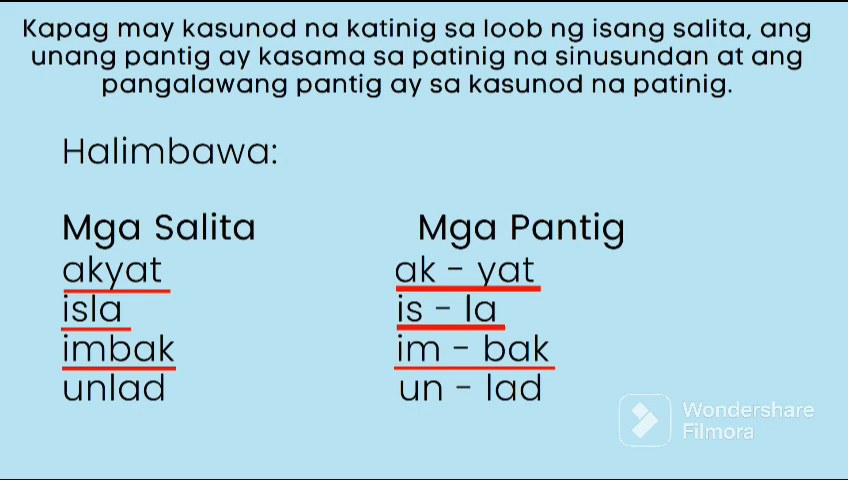 Kapag may kasunod na katinig sa loob ng isang salita, ang
unang pantig ay kasama sa patinig na sinusundan at ang
pangalawang pantig ay sa kasunod na patinig.
Halimbawa:
Mga Salita Mga Pantig
akyat ak - yat
isla is - la
imbak im - bak
unlad un - lad
Wondershare
Filmora